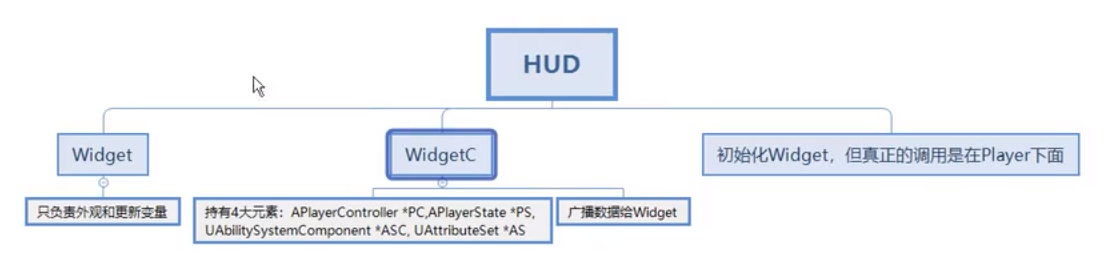 HUD
Widget
WidgetC
初始化Widget，但真正的调用是在Player下面
只负责外观和更新变量
持有4大元素：APlayerController *PC,APlayerState *PS,
UAbilitySystemComponent *ASC, UAttributeSet *AS
广播数据给Widget